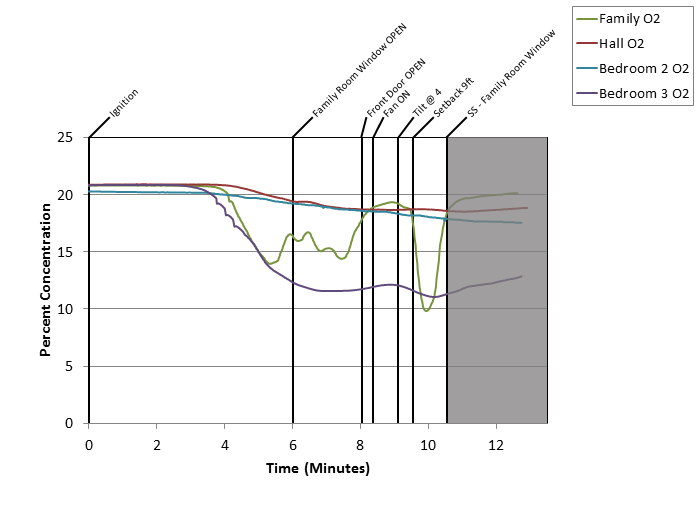 Family O2
Hall O2
Bedroom 2 O2
Bedroom 3 O2
Ignition
Family Room Window OPEN
Front Door OPEN
Fan ON
Tilt @ 4
Setback 9ft
SS - Family Room Window
25
20
15
10
5
0
Percent Concentration
0 2 4 6 8 10 12
Time (Minutes)